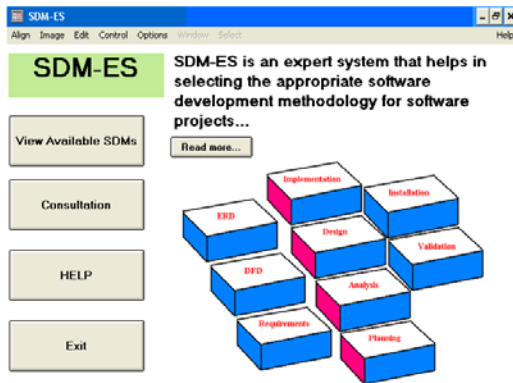 SDM-ES
Align Image Edit Control Options Window Select Help
SDM-ES
SDM-ES is an expert system that helps in
selecting the appropriate software
development methodology for software
projects...
Read more...
View Available SDMs
Consultation
HELP
Exit
Implementation
Installation
ERD
Design
Validation
DFD
Analysis
Requirements
Planning